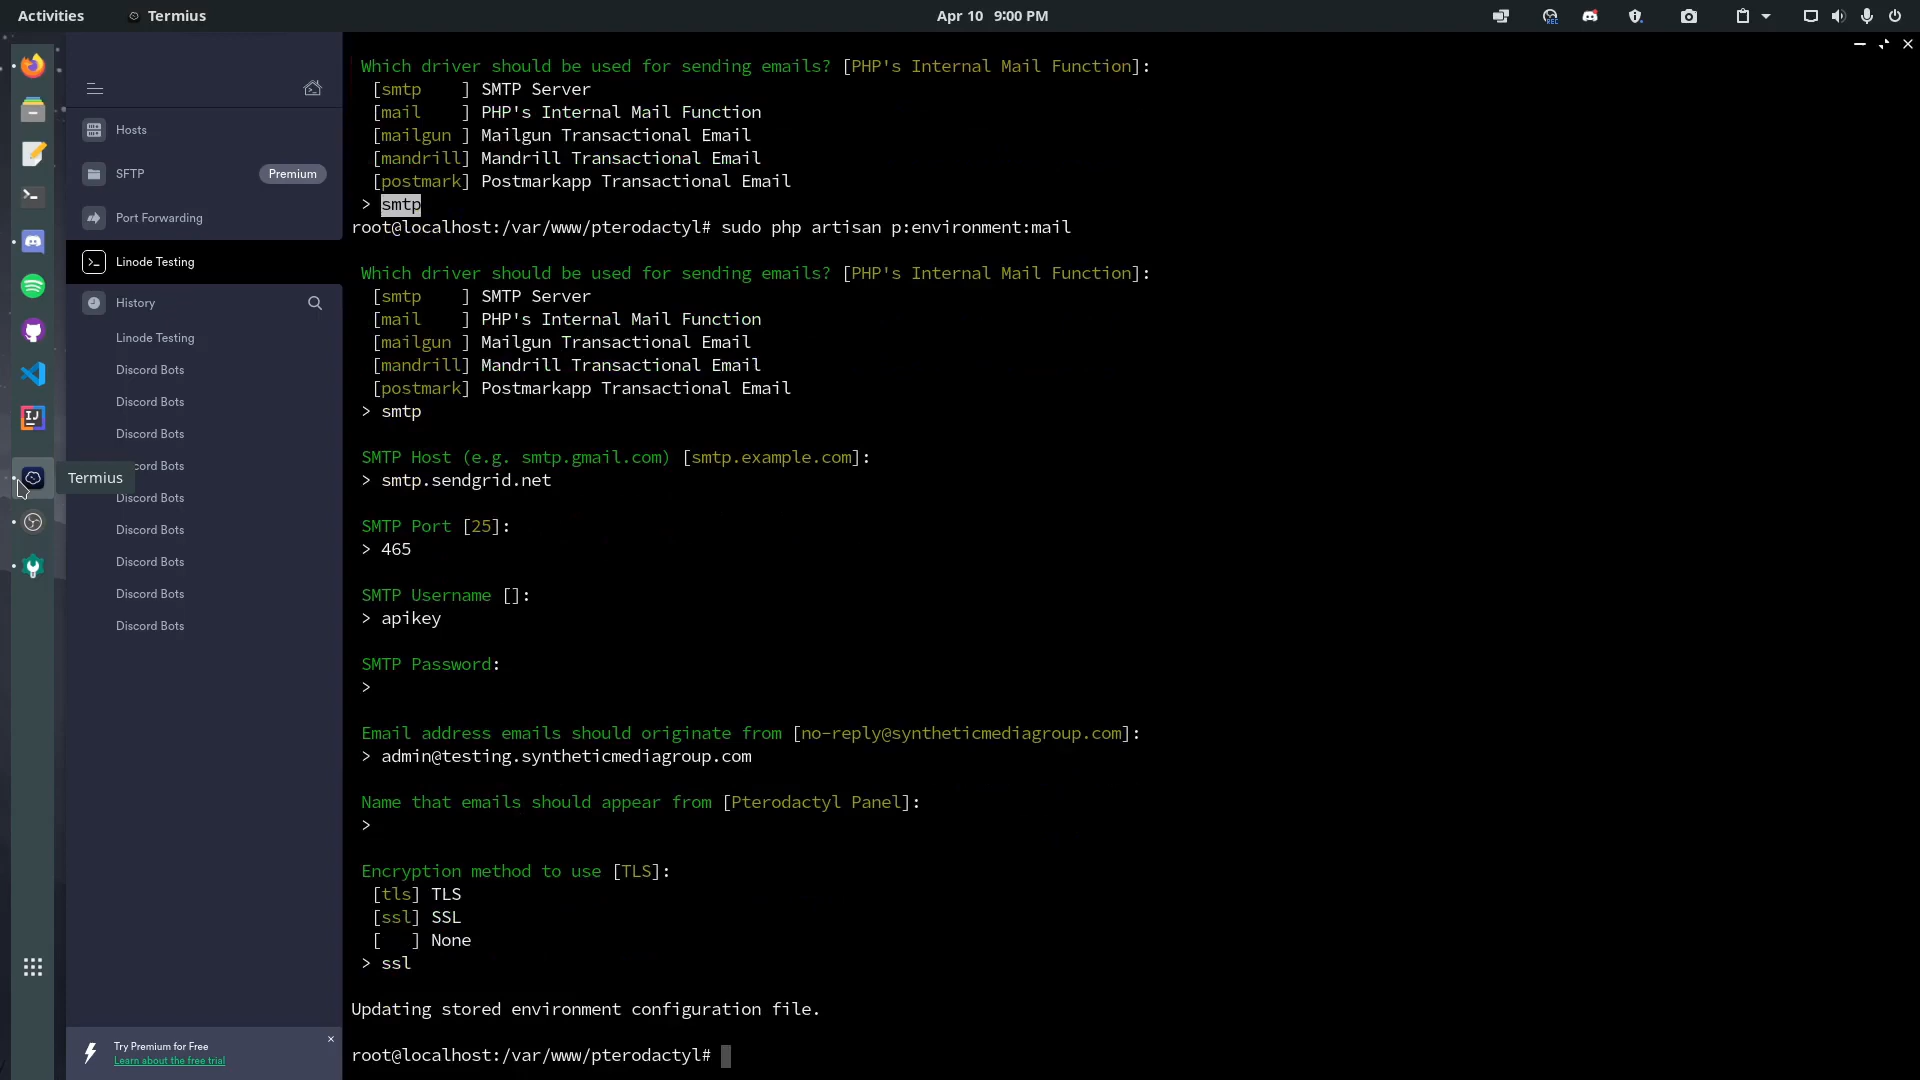 Activities
Termius
Apr 10 9:00 PM
REC
Hosts
SFTP
Premium
Port Forwarding
Linode Testing
History
Linode Testing
Discord Bots
Discord Bots
Discord Bots
cord Bots
Discord Bots
Discord Bots
Discord Bots
Discord Bots
Discord Bots
Termius
IJ
Try Premium for Free
Learn about the free trial
Which driver should be used for sending emails? [PHP's Internal Mail Function]:
[smtp    ] SMTP Server
[mail    ] PHP's Internal Mail Function
[mailgun ] Mailgun Transactional Email
[mandrill] Mandrill Transactional Email
[postmark] Postmarkapp Transactional Email
> smtp
root@localhost:/var/www/pterodactyl# sudo php artisan p:environment:mail
Which driver should be used for sending emails? [PHP's Internal Mail Function]:
[smtp    ] SMTP Server
[mail    ] PHP's Internal Mail Function
[mailgun ] Mailgun Transactional Email
[mandrill] Mandrill Transactional Email
[postmark] Postmarkapp Transactional Email
> smtp
SMTP Host (e.g. smtp.gmail.com) [smtp.example.com]:
> smtp.sendgrid.net
SMTP Port [25]:
> 465
SMTP Username []:
> apikey
SMTP Password:
>
Email address emails should originate from [no-reply@syntheticmediagroup.com]:
> admin@testing.syntheticmediagroup.com
Name that emails should appear from [Pterodactyl Panel]:
>
Encryption method to use [TLS]:
[tls] TLS
[ssl] SSL
[   ] None
> ssl
Updating stored environment configuration file.
root@localhost:/var/www/pterodactyl#